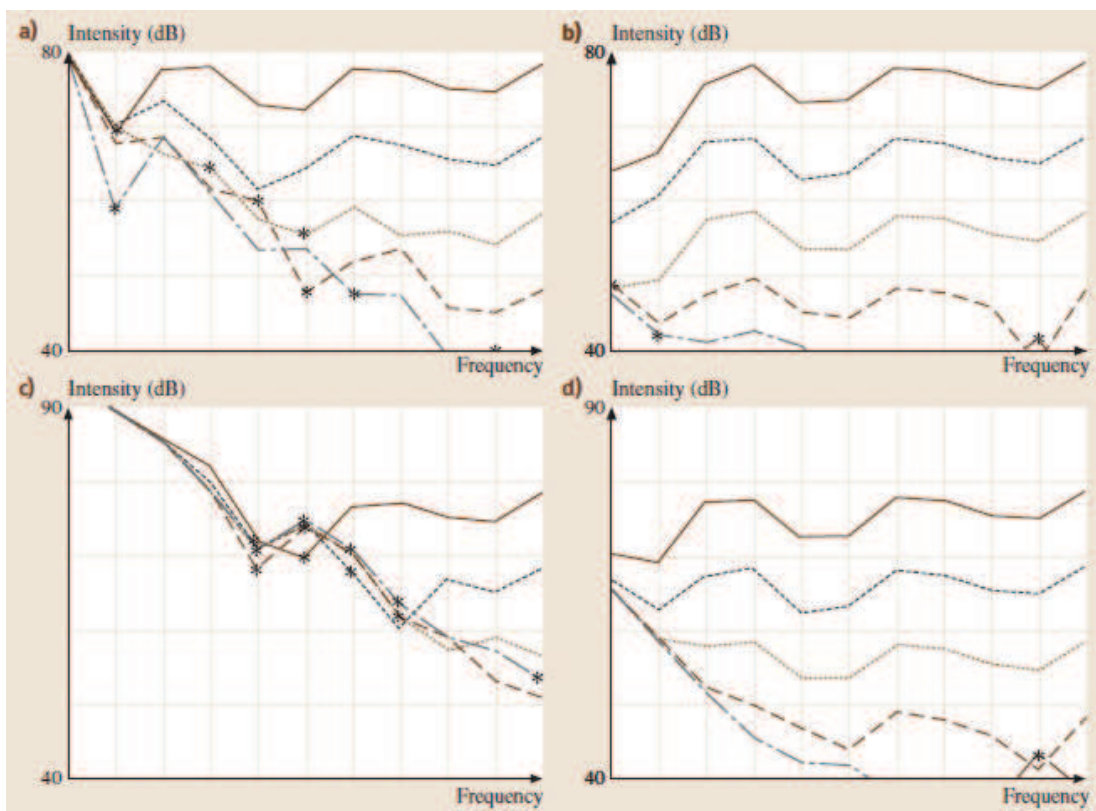 a) Intensity (dB)
80
40
Frequency
b) Intensity (dB)
80
40
Frequency
c) Intensity (dB)
90
40
Frequency
d) Intensity (dB)
90
40
Frequency